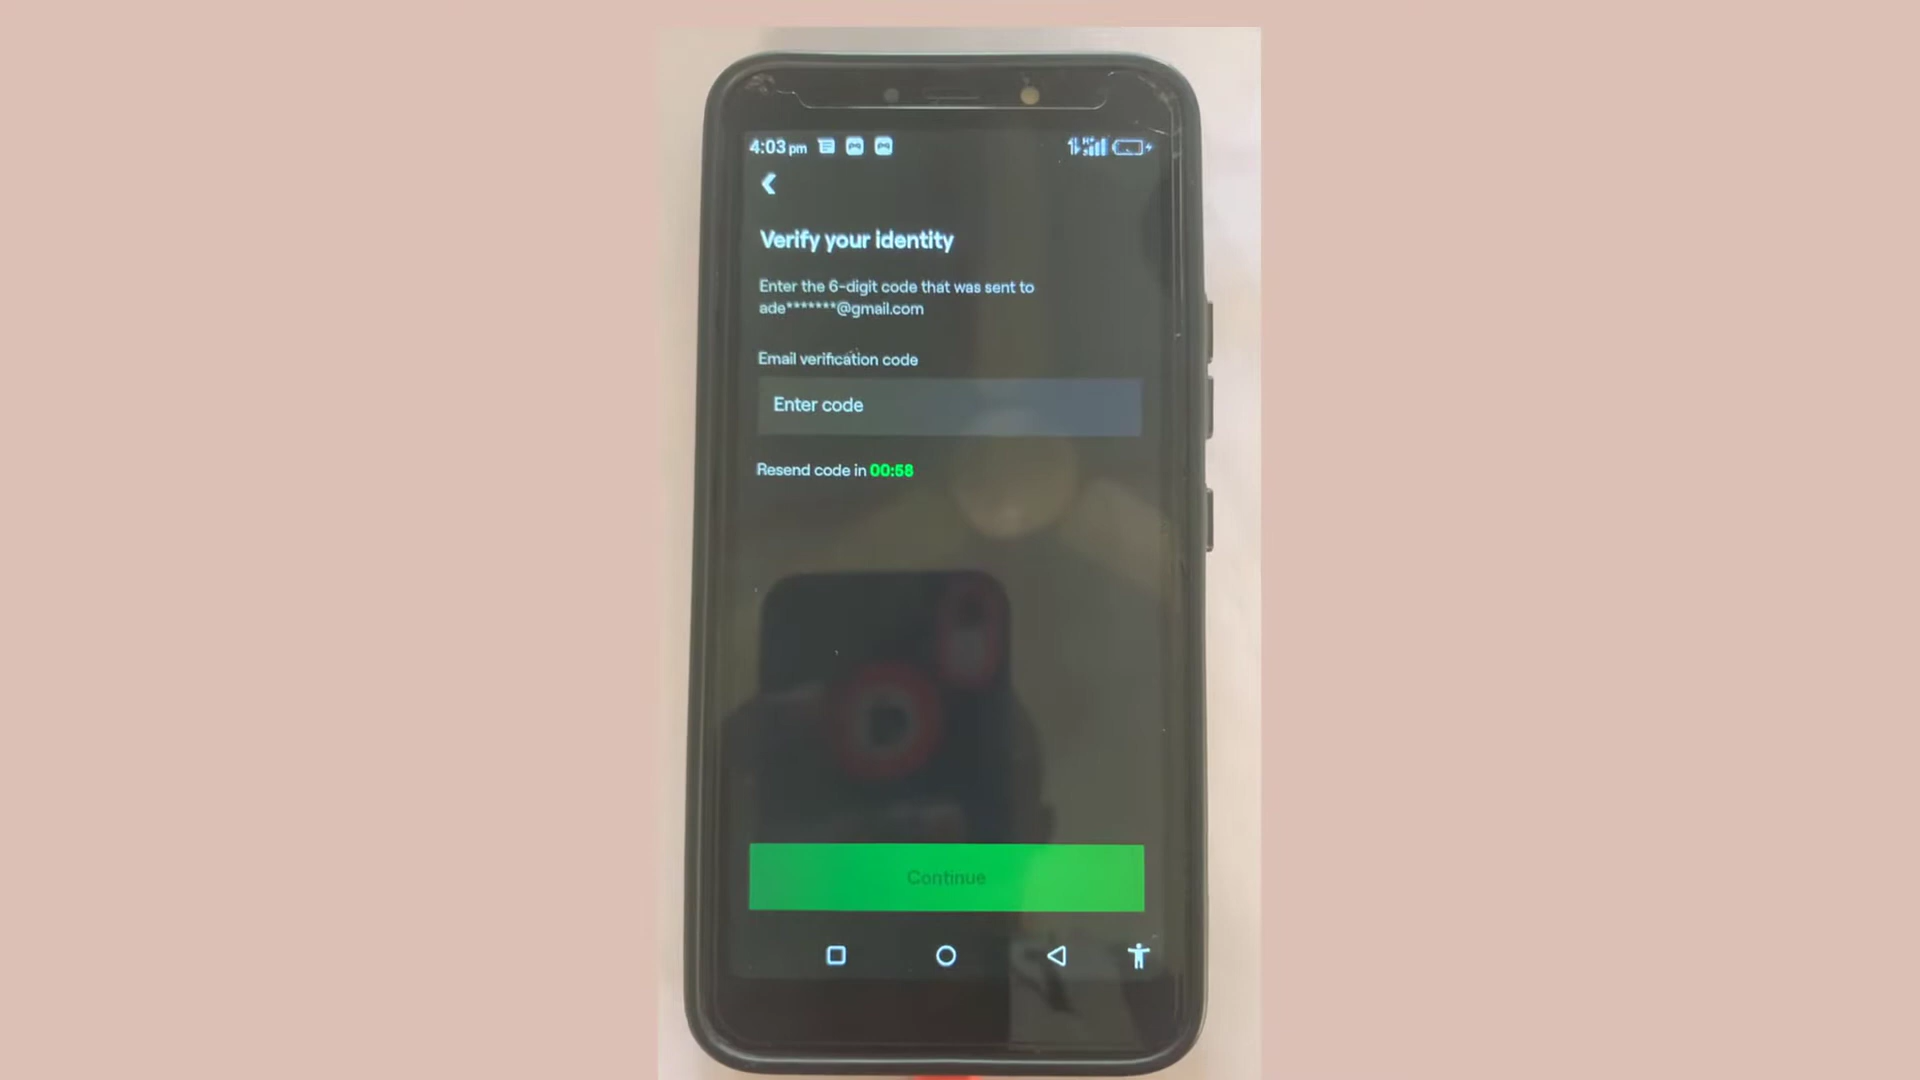 4:03 pm
Verify your identity
Enter the 6-digit code that was sent to
ade*******@gmail.com
Email verification code
Enter code
Resend code in 00:58
Continue